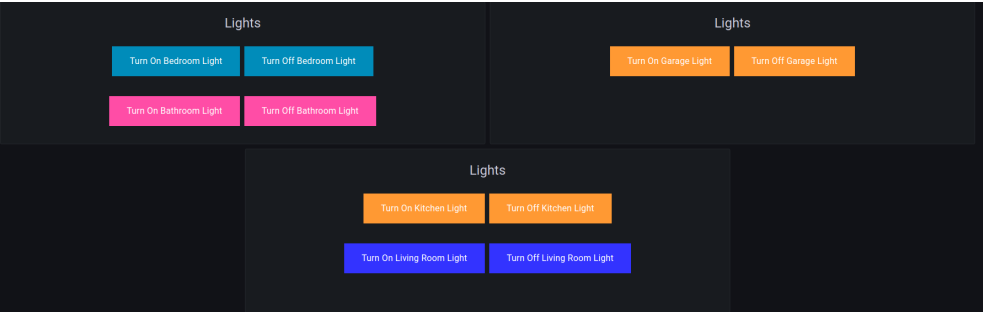 Lights
Turn On Bedroom Light Turn Off Bedroom Light
Turn On Bathroom Light Turn Off Bathroom Light
Lights
Turn On Garage Light Turn Off Garage Light
Lights
Turn On Kitchen Light Turn Off Kitchen Light
Turn On Living Room Light Turn Off Living Room Light